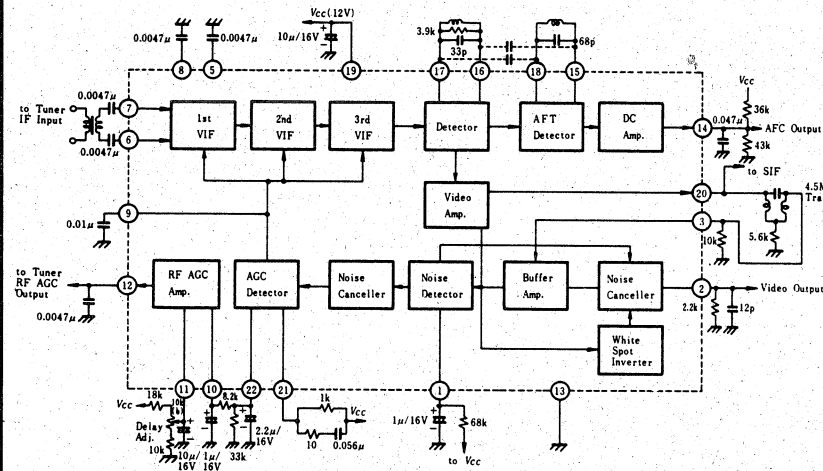 0.0047μ
0.0047μ
Vcc(12V)
10μ/16V
+
−
3.9k
33p
68p
8
5
19
17
16
18
15
Vcc
36k
0.047μ
0.0047μ
to Tuner
IF Input
7
6
0.0047μ
1st
VIF
2nd
VIF
3rd
VIF
Detector
AFT
Detector
DC
Amp.
14
AFC Output
43k
to SIF
4.5M
Tra
20
Video
Amp.
9
0.01μ
3
10k
5.6k
to Tuner
RF AGC
Output
12
0.0047μ
RF AGC
Amp.
AGC
Detector
Noise
Canceller
Noise
Detector
Buffer
Amp.
Noise
Canceller
2
Video Output
2.2k
12p
White
Spot
Inverter
11
10
22
21
1
13
18k
Vcc
10k
Delay
Adj.
10k
+
−
10μ/
16V
+
−
1μ/
16V
8.2k
33k
+
−
2.2μ/
16V
1k
Vcc
10
0.056μ
1μ/16V
+
−
68k
to Vcc